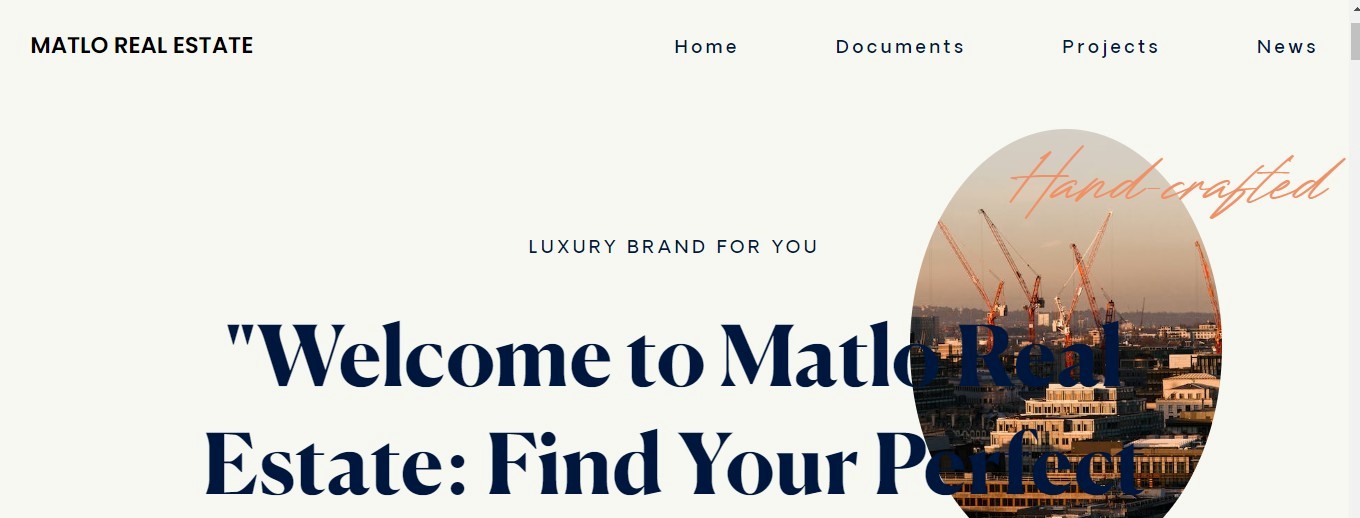 MATLO REAL ESTATE
Home Documents Projects News
Hand-crafted
LUXURY BRAND FOR YOU
"Welcome to Matlo Real
Estate: Find Your Perfect